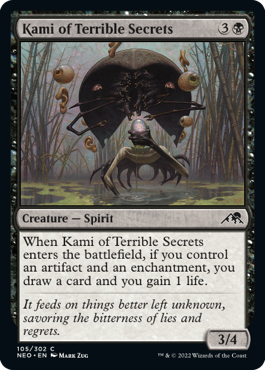 Kami of Terrible Secrets 3
Creature — Spirit
When Kami of Terrible Secrets
enters the battlefield, if you control
an artifact and an enchantment, you
draw a card and you gain 1 life.
It feeds on things better left unknown,
savoring the bitterness of lies and
regrets.
3/4
105/302 C
NEO • EN Mark Zug
™ & © 2022 Wizards of the Coast